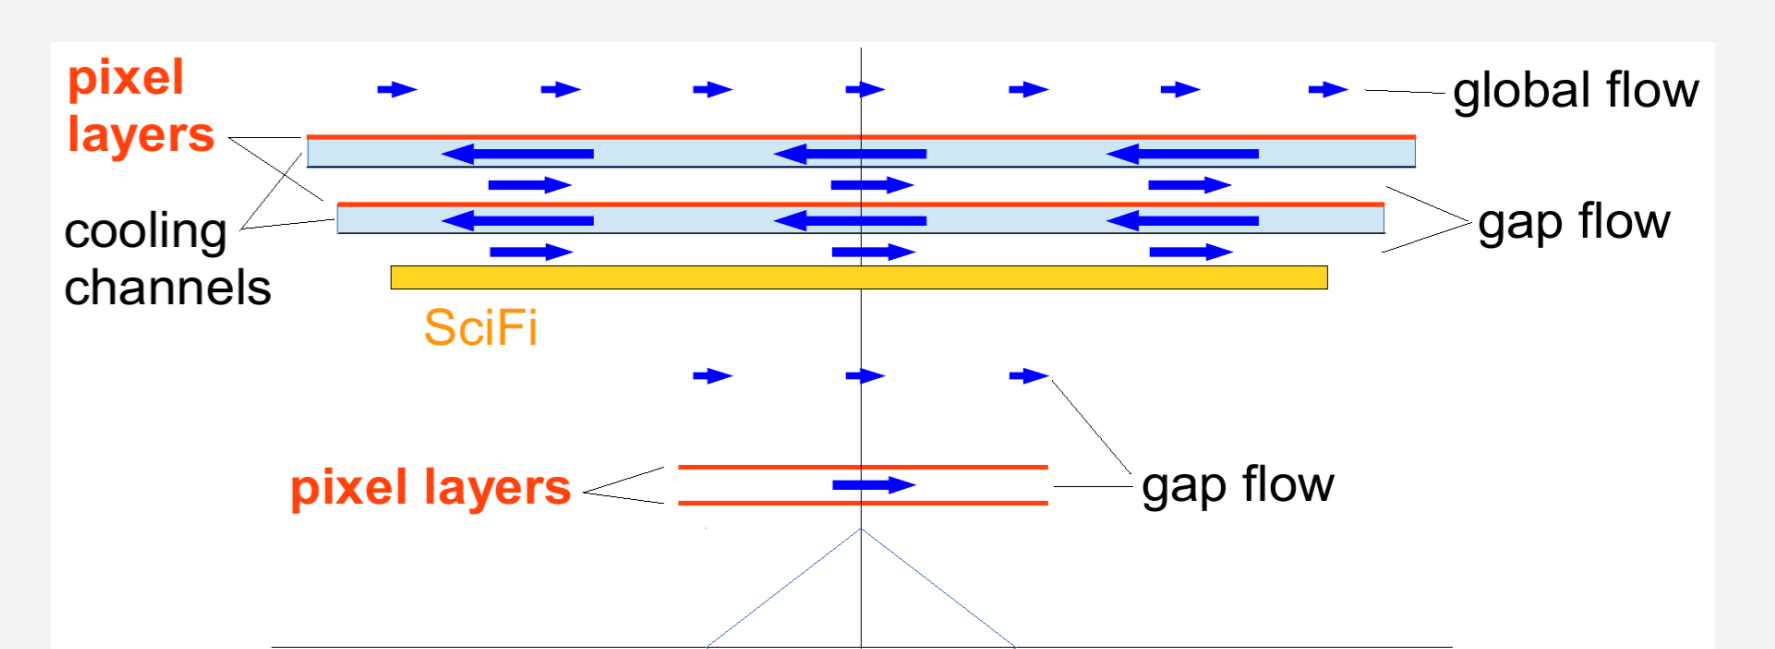 pixel
layers
global flow
cooling
channels
gap flow
SciFi
pixel layers
gap flow